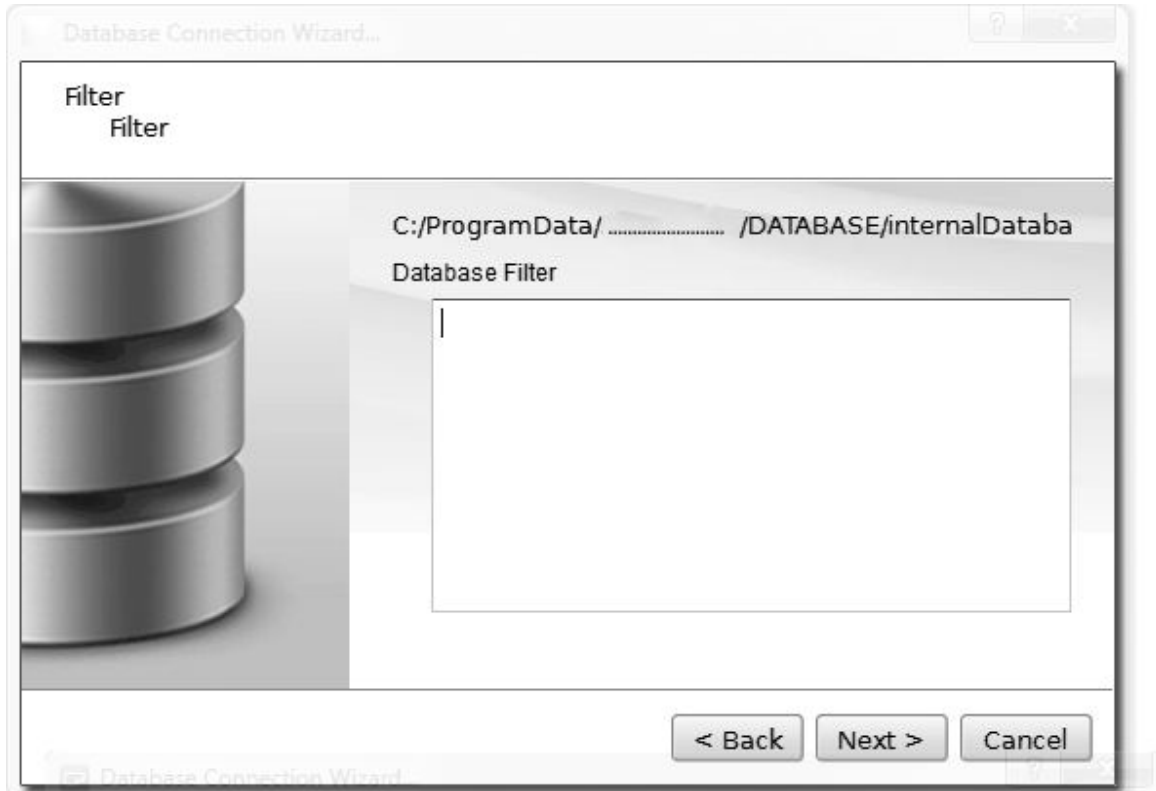 Database Connection Wizard...
Filter
Filter
C:/ProgramData/ ........................ /DATABASE/internalDataba
Database Filter
< Back Next > Cancel
Database Connection Wizard...